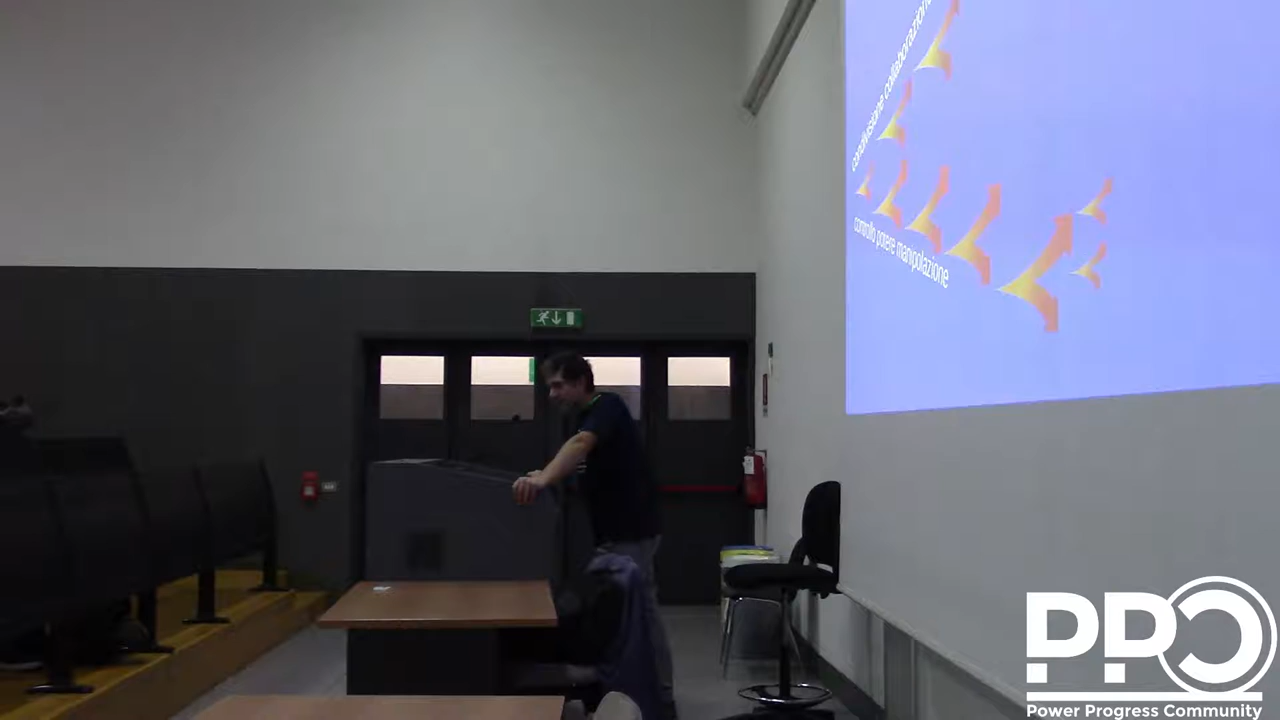 condivisione collaborazione
controllo potere manipolazione
PPC
Power Progress Community